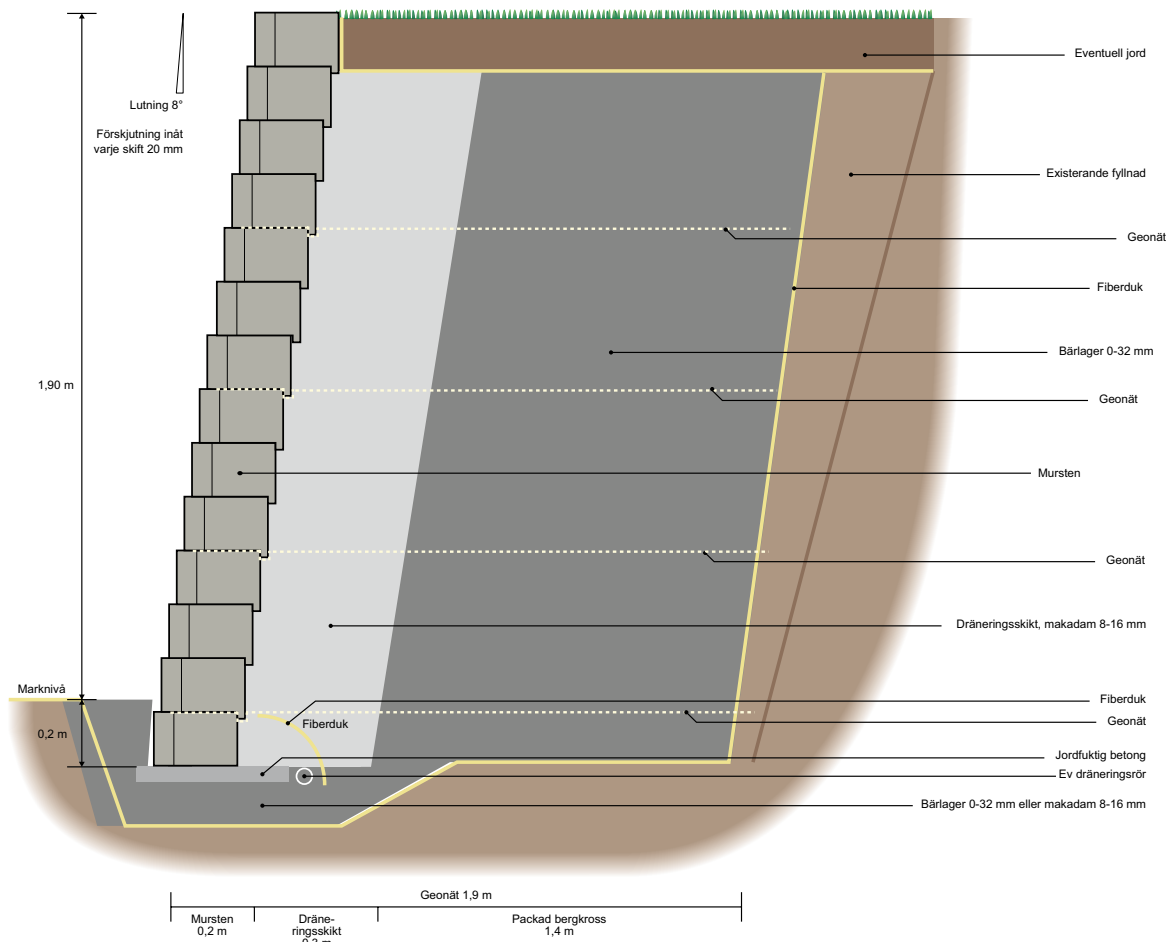 Eventuell jord
Lutning 8°
Förskjutning inåt
varje skift 20 mm
Existerande fyllnad
Geonät
Fiberduk
Bärlager 0-32 mm
1,90 m
Geonät
Mursten
Geonät
Dräneringsskikt, makadam 8-16 mm
Marknivå
Fiberduk
Geonät
Fiberduk
0,2 m
Jordfuktig betong
Ev dräneringsrör
Bärlager 0-32 mm eller makadam 8-16 mm
Geonät 1,9 m
Mursten
0,2 m
Dräne-
ringsskikt
0,3 m
Packad bergkross
1,4 m